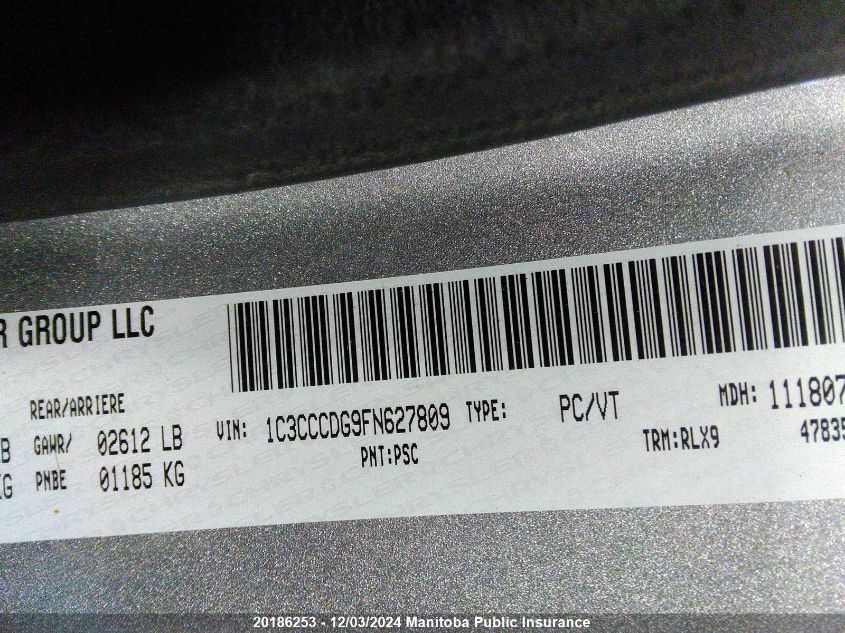 R GROUP LLC
REAR/ARRIERE
B GAWR/ 02612 LB
KG PNBE 01185 KG
VIN: 1C3CCCDG9FN627809 TYPE: PC/VT MDH: 111807
PNT:PSC TRM:RLX9 47835
20186253 - 12/03/2024 Manitoba Public Insurance